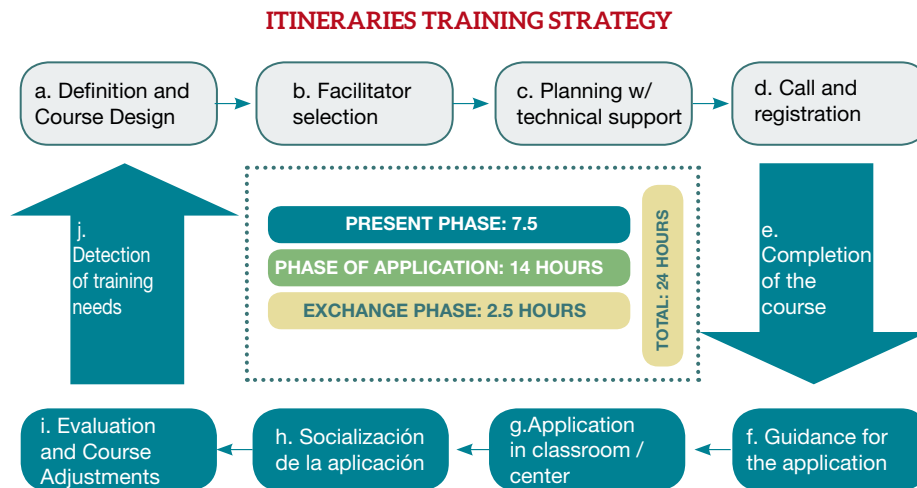 ITINERARIES TRAINING STRATEGY
a. Definition and
Course Design
b. Facilitator
selection
c. Planning w/
technical support
d. Call and
registration
e.
Completion
of the
course
f. Guidance for
the application
g.Application
in classroom /
center
h. Socialización
de la aplicación
i. Evaluation
and Course
Adjustments
j.
Detection
of training
needs
PRESENT PHASE: 7.5
PHASE OF APPLICATION: 14 HOURS
EXCHANGE PHASE: 2.5 HOURS
TOTAL: 24 HOURS